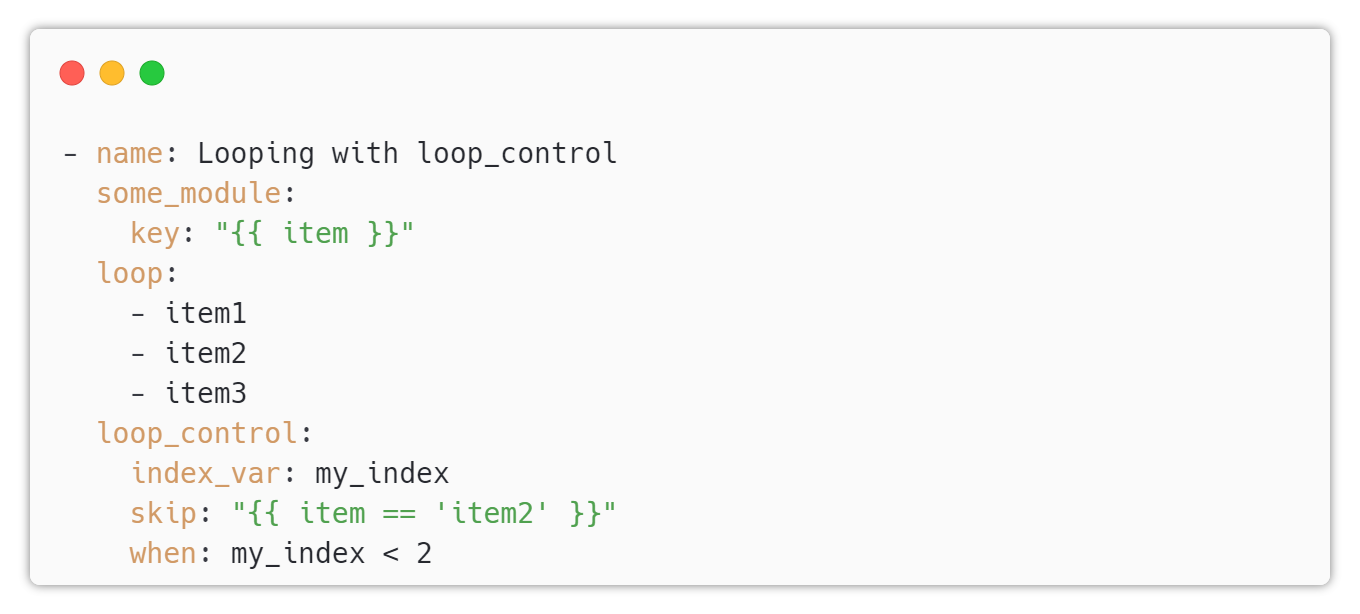 - name: Looping with loop_control
  some_module:
    key: "{{ item }}"
  loop:
    - item1
    - item2
    - item3
  loop_control:
    index_var: my_index
    skip: "{{ item == 'item2' }}"
    when: my_index < 2